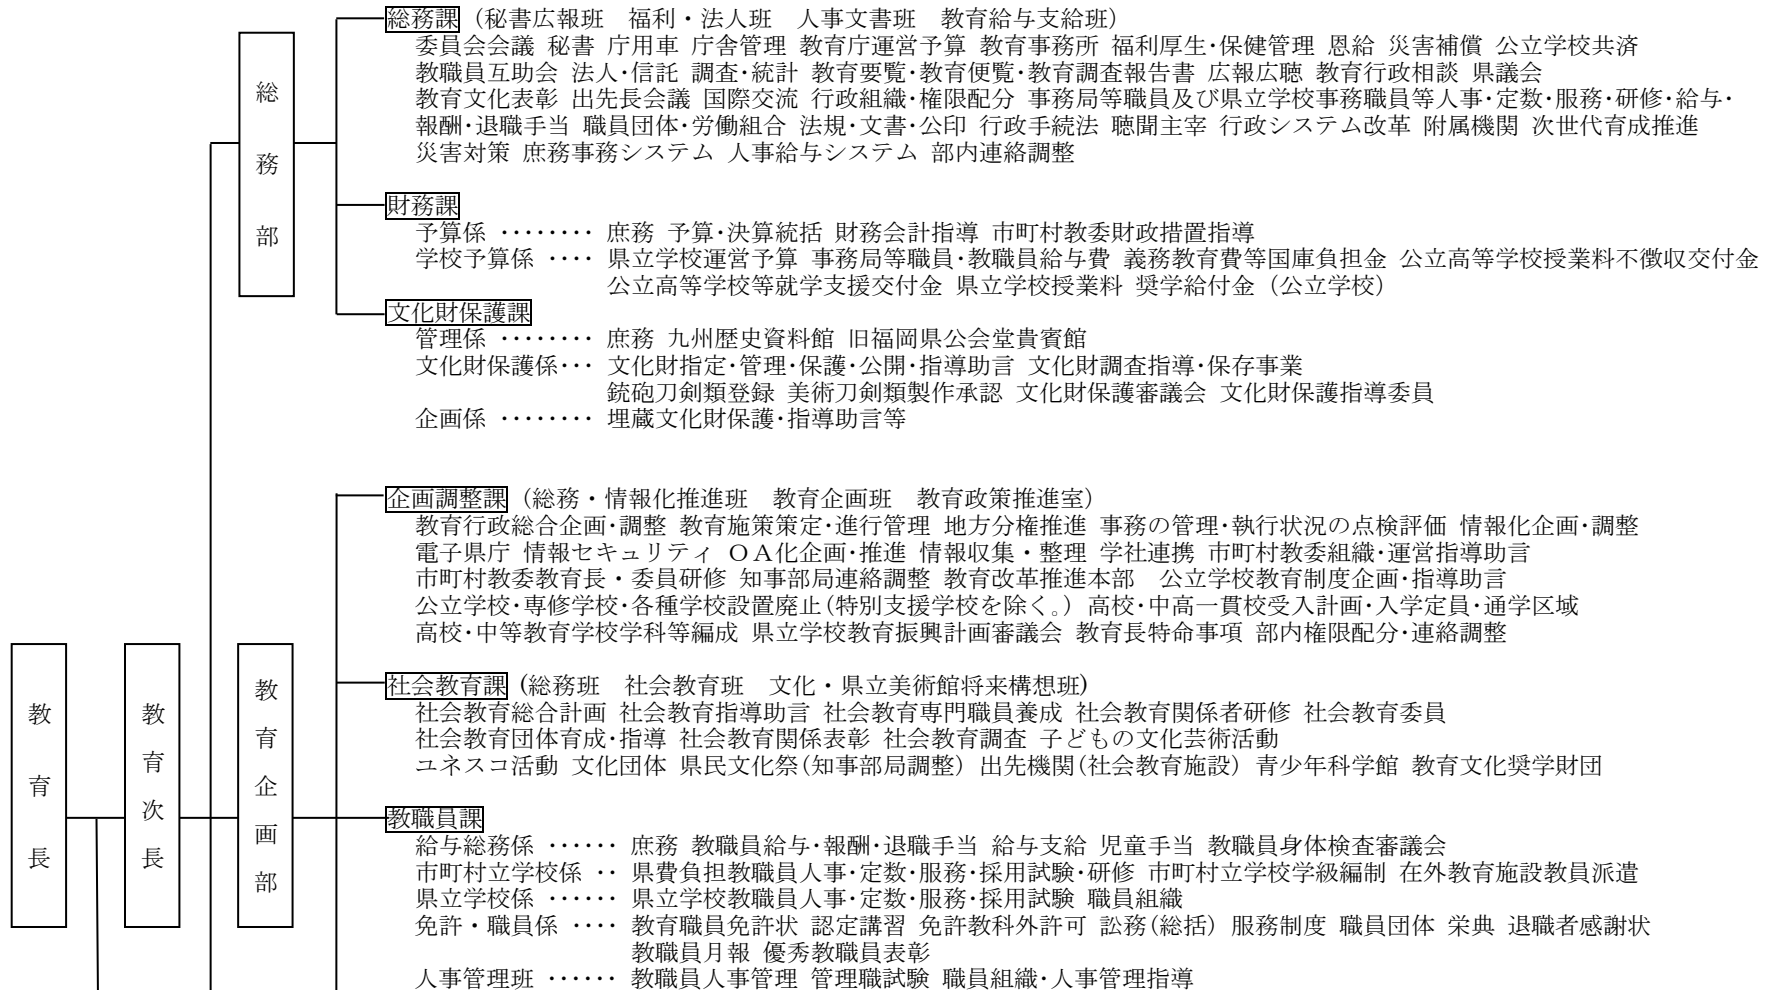 総務部
総務課（秘書広報班　福利・法人班　人事文書班　教育給与支給班）
委員会会議 秘書 庁用車 庁舎管理 教育庁運営予算 教育事務所 福利厚生・保健管理 恩給 災害補償 公立学校共済
教職員互助会 法人・信託 調査・統計 教育要覧・教育便覧・教育調査報告書 広報広聴 教育行政相談 県議会
教育文化表彰 出先長会議 国際交流 行政組織・権限配分 事務局等職員及び県立学校事務職員等人事・定数・服務・研修・給与・
報酬・退職手当 職員団体・労働組合 法規・文書・公印 行政手続法 聴聞主宰 行政システム改革 附属機関 次世代育成推進
災害対策 庶務事務システム 人事給与システム 部内連絡調整
財務課
予算係 ‥‥‥‥ 庶務 予算・決算統括 財務会計指導 市町村教委財政措置指導
学校予算係 ‥‥ 県立学校運営予算 事務局等職員・教職員給与費 義務教育費等国庫負担金 公立高等学校授業料不徴収交付金
公立高等学校等就学支援交付金 県立学校授業料 奨学給付金（公立学校）
文化財保護課
管理係 ‥‥‥‥ 庶務 九州歴史資料館 旧福岡県公会堂貴賓館
文化財保護係‥・ 文化財指定・管理・保護・公開・指導助言 文化財調査指導・保存事業
銃砲刀剣類登録 美術刀剣類製作承認 文化財保護審議会 文化財保護指導委員
企画係 ‥‥‥‥ 埋蔵文化財保護・指導助言等
教育長
教育次長
教育企画部
企画調整課（総務・情報化推進班　教育企画班　教育政策推進室）
教育行政総合企画・調整 教育施策策定・進行管理 地方分権推進 事務の管理・執行状況の点検評価 情報化企画・調整
電子県庁 情報セキュリティ ＯＡ化企画・推進 情報収集・整理 学社連携 市町村教委組織・運営指導助言
市町村教委教育長・委員研修 知事部局連絡調整 教育改革推進本部　公立学校教育制度企画・指導助言
公立学校・専修学校・各種学校設置廃止(特別支援学校を除く。) 高校・中高一貫校受入計画・入学定員・通学区域
高校・中等教育学校学科等編成 県立学校教育振興計画審議会 教育長特命事項 部内権限配分・連絡調整
社会教育課 (総務班　社会教育班　文化・県立美術館将来構想班)
社会教育総合計画 社会教育指導助言 社会教育専門職員養成 社会教育関係者研修 社会教育委員
社会教育団体育成・指導 社会教育関係表彰 社会教育調査 子どもの文化芸術活動
ユネスコ活動 文化団体 県民文化祭(知事部局調整) 出先機関(社会教育施設) 青少年科学館 教育文化奨学財団
教職員課
給与総務係 ‥‥‥ 庶務 教職員給与・報酬・退職手当 給与支給 児童手当 教職員身体検査審議会
市町村立学校係 ‥ 県費負担教職員人事・定数・服務・採用試験・研修 市町村立学校学級編制 在外教育施設教員派遣
県立学校係 ‥‥‥ 県立学校教職員人事・定数・服務・採用試験 職員組織
免許・職員係 ‥‥ 教育職員免許状 認定講習 免許教科外許可 訟務(総括) 服務制度 職員団体 栄典 退職者感謝状
教職員月報 優秀教職員表彰
人事管理班 ‥‥‥ 教職員人事管理 管理職試験 職員組織・人事管理指導